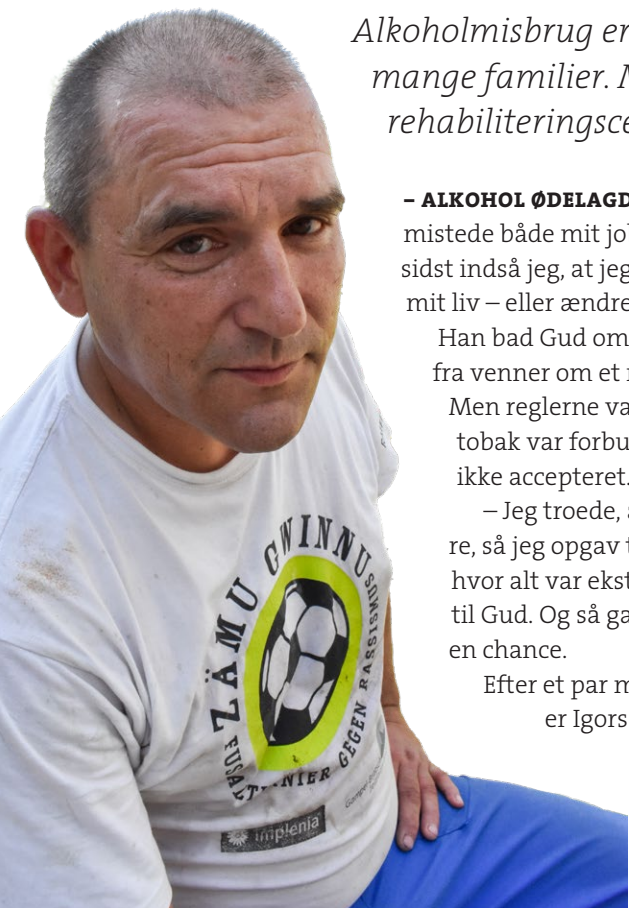 Alkoholmisbrug er
mange familier.
rehabiliteringsce
– ALKOHOL ØDELAGD
mistede både mit jo
sidst indså jeg, at jeg
mit liv – eller ændre
Han bad Gud om
fra venner om et
Men reglerne va
tobak var forbu
ikke accepteret.
– Jeg troede,
re, så jeg opgav
hvor alt var ekst
til Gud. Og så ga
en chance.
Efter et par m
er Igors
ZÄMU GWINNU
GEGEN RASSISMUS
implenia